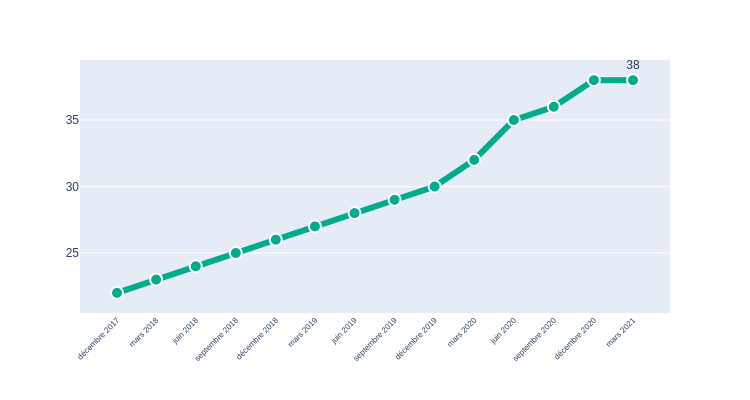 38
35
30
25
décembre 2017
mars 2018
juin 2018
septembre 2018
décembre 2018
mars 2019
juin 2019
septembre 2019
décembre 2019
mars 2020
juin 2020
septembre 2020
décembre 2020
mars 2021